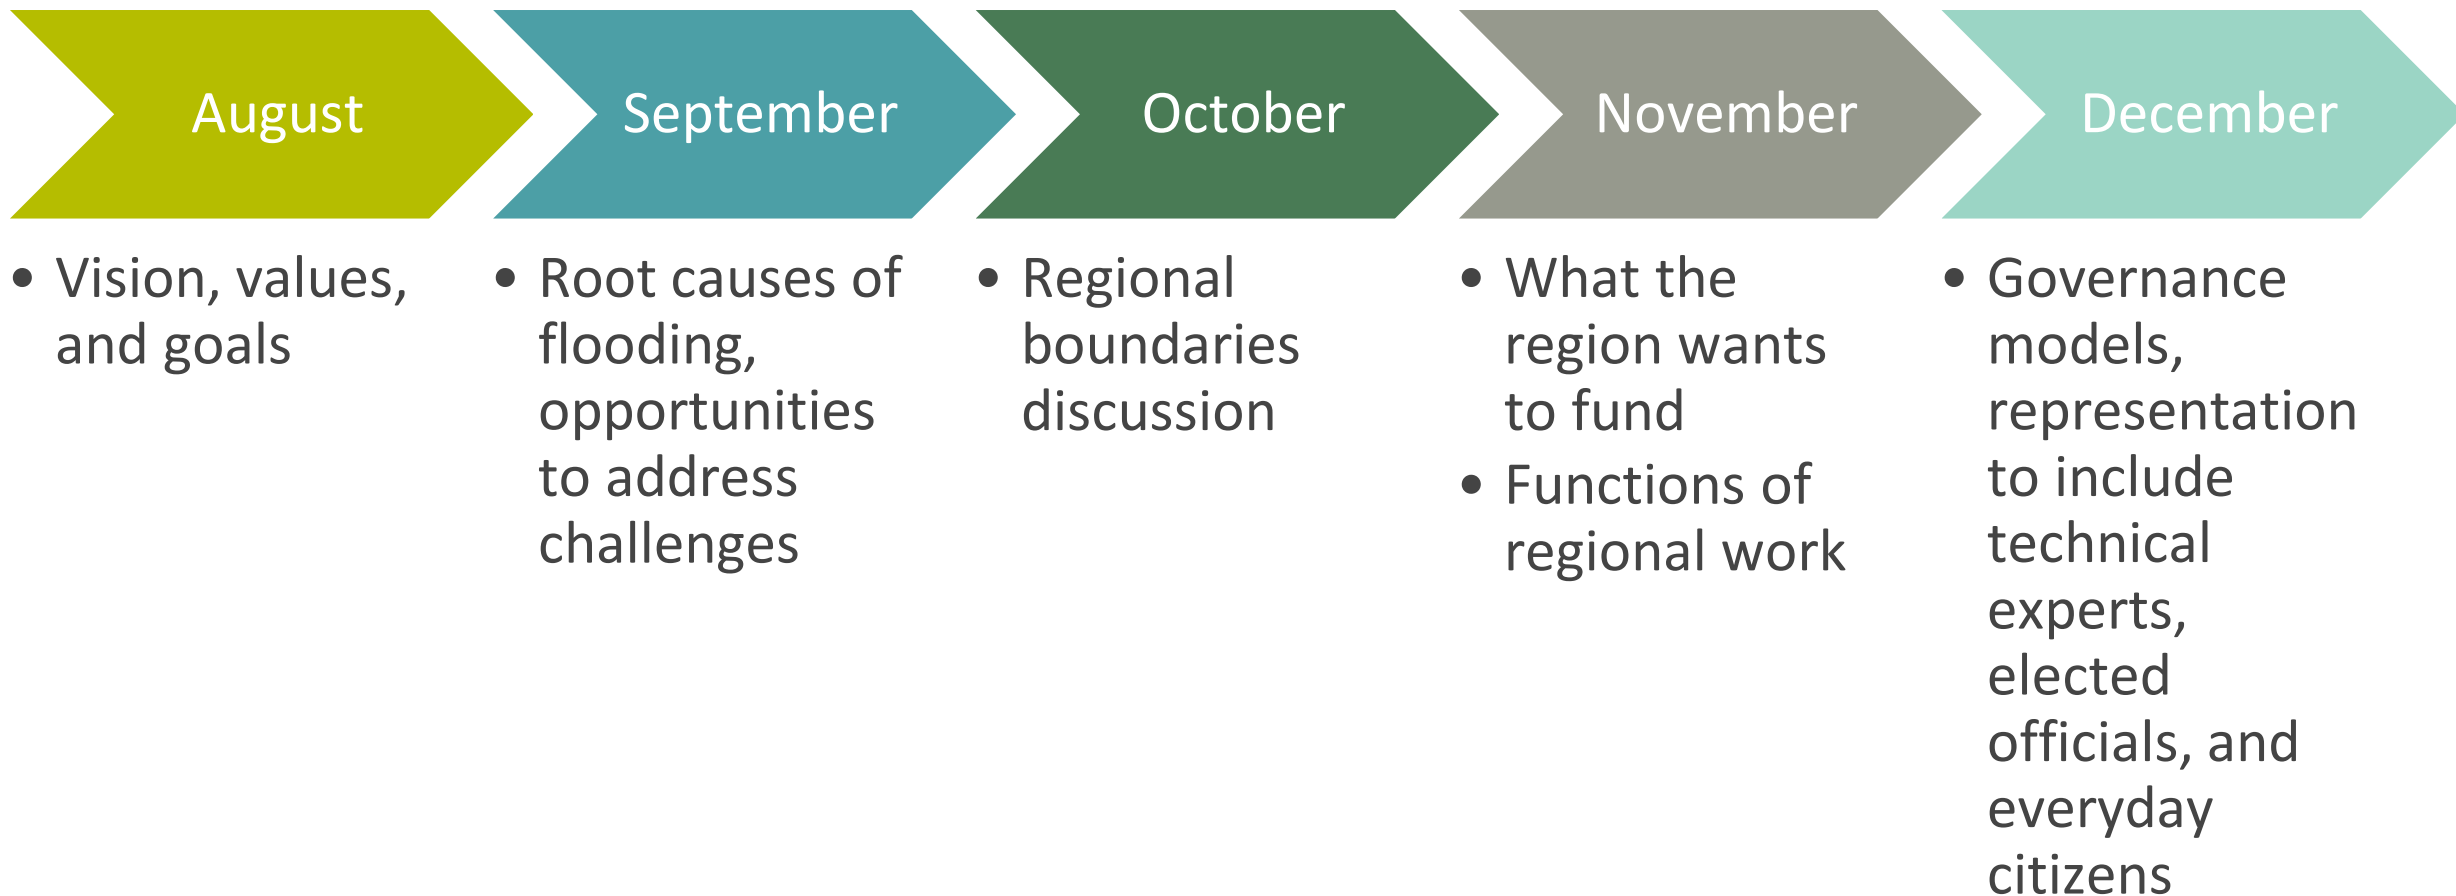 August
September
October
November
December
• Vision, values,
and goals
• Root causes of
flooding,
opportunities
to address
challenges
• Regional
boundaries
discussion
• What the
region wants
to fund
• Functions of
regional work
• Governance
models,
representation
to include
technical
experts,
elected
officials, and
everyday
citizens